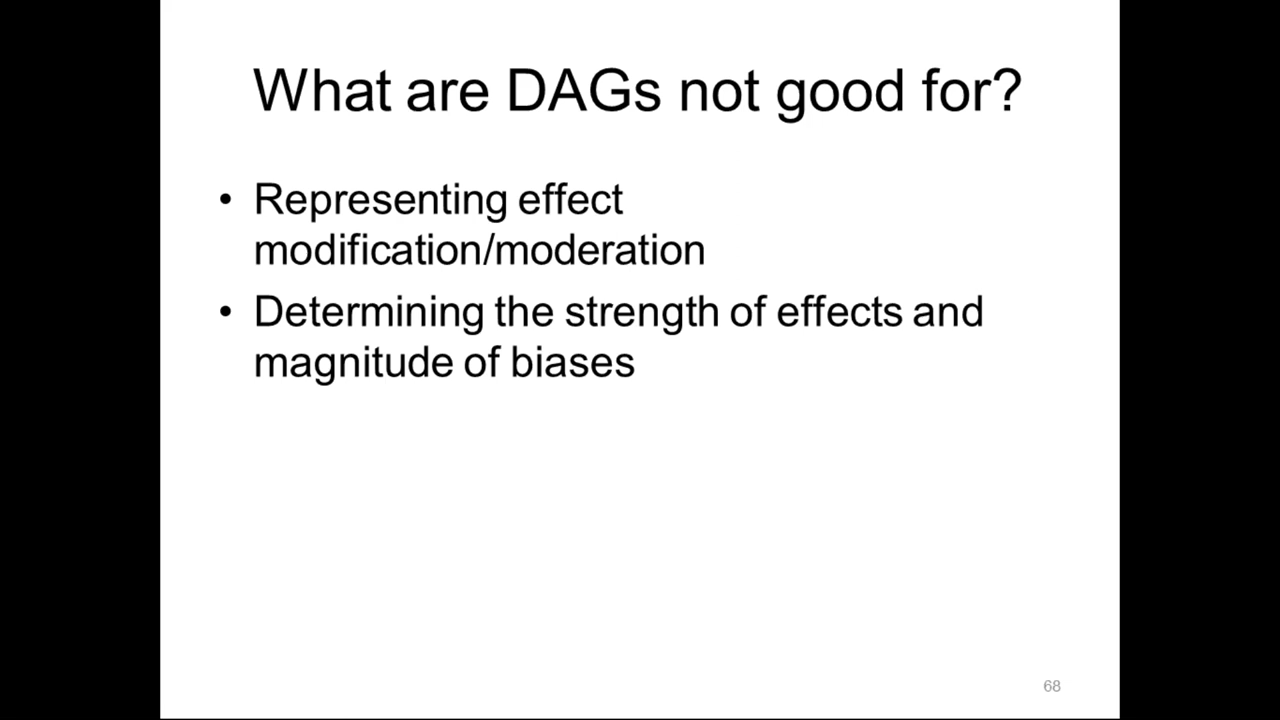 What are DAGs not good for?
• Representing effect
modification/moderation
• Determining the strength of effects and
magnitude of biases
68